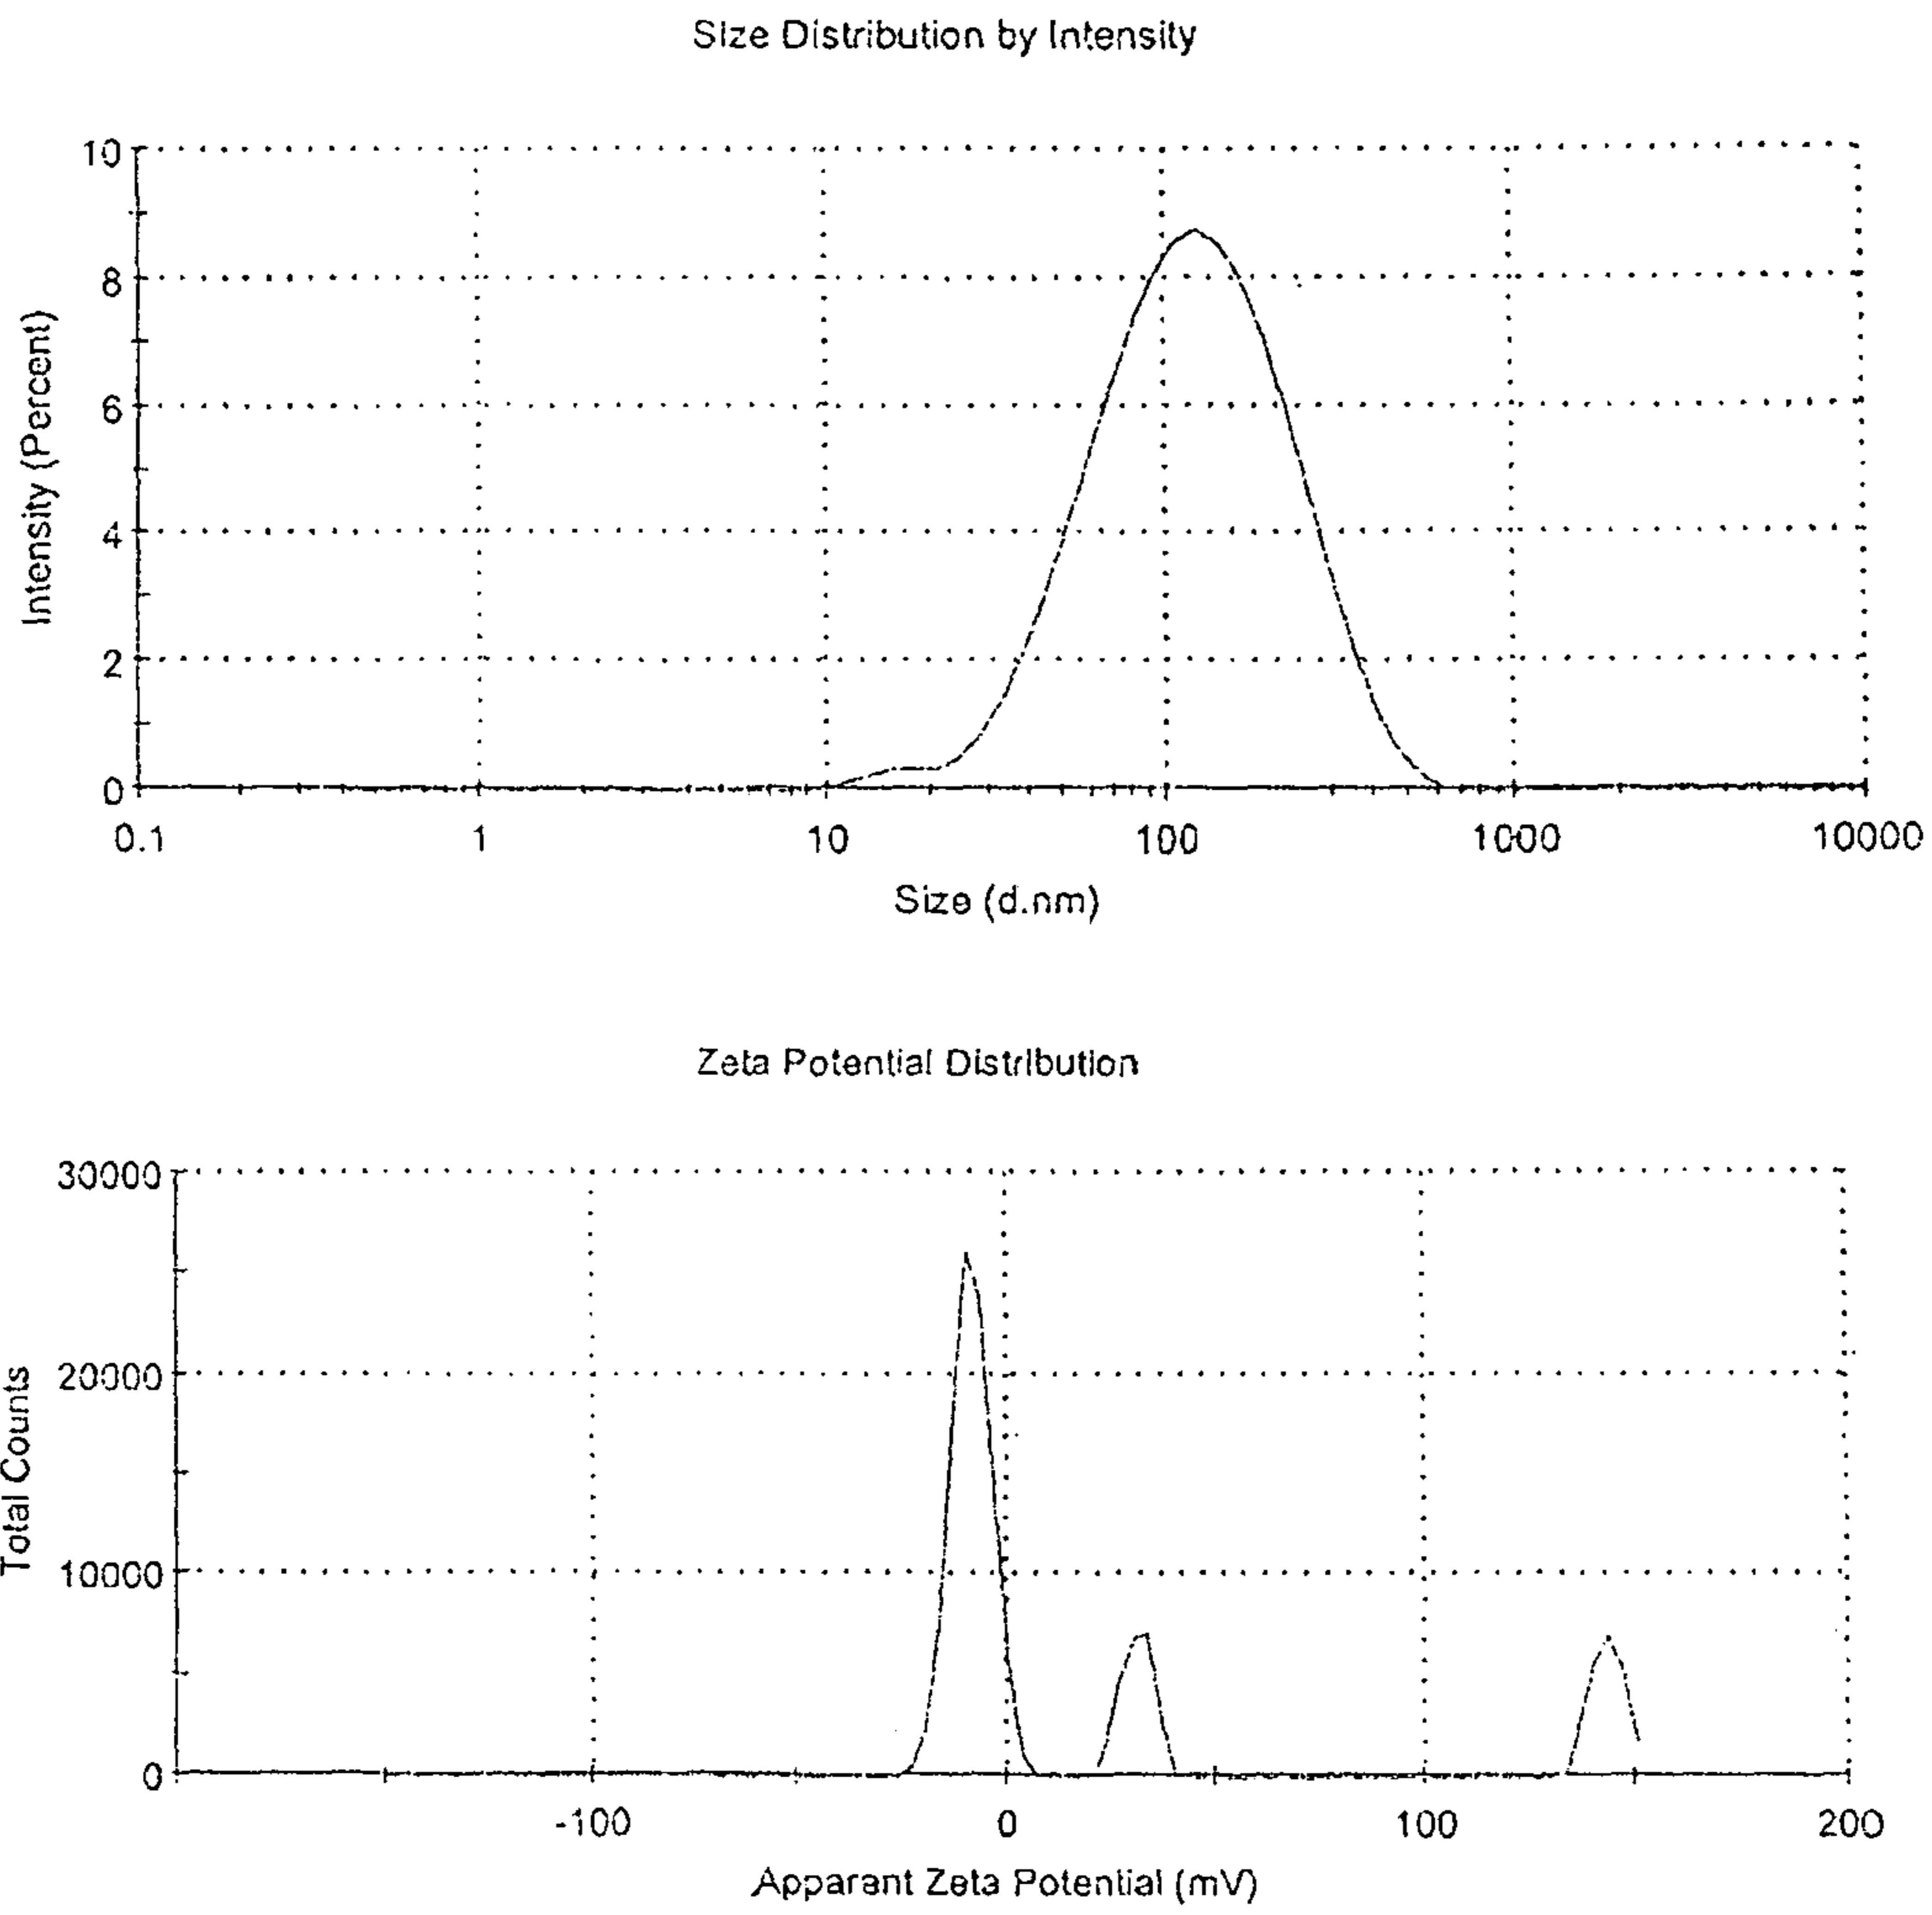 Size Distribution by Intensity
10
8
6
4
2
0
Intensity (Percent)
0.1 1 10 100 1000 10000
Size (d.nm)
Zeta Potential Distribution
30000
20000
10000
0
Total Counts
-100 0 100 200
Apparent Zeta Potential (mV)